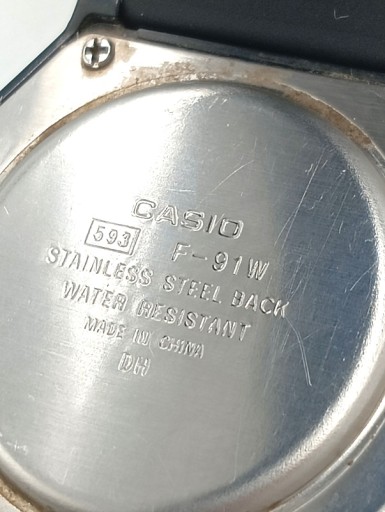 CASIO
593 F-91W
STAINLESS STEEL BACK
WATER RESISTANT
MADE IN CHINA
DH